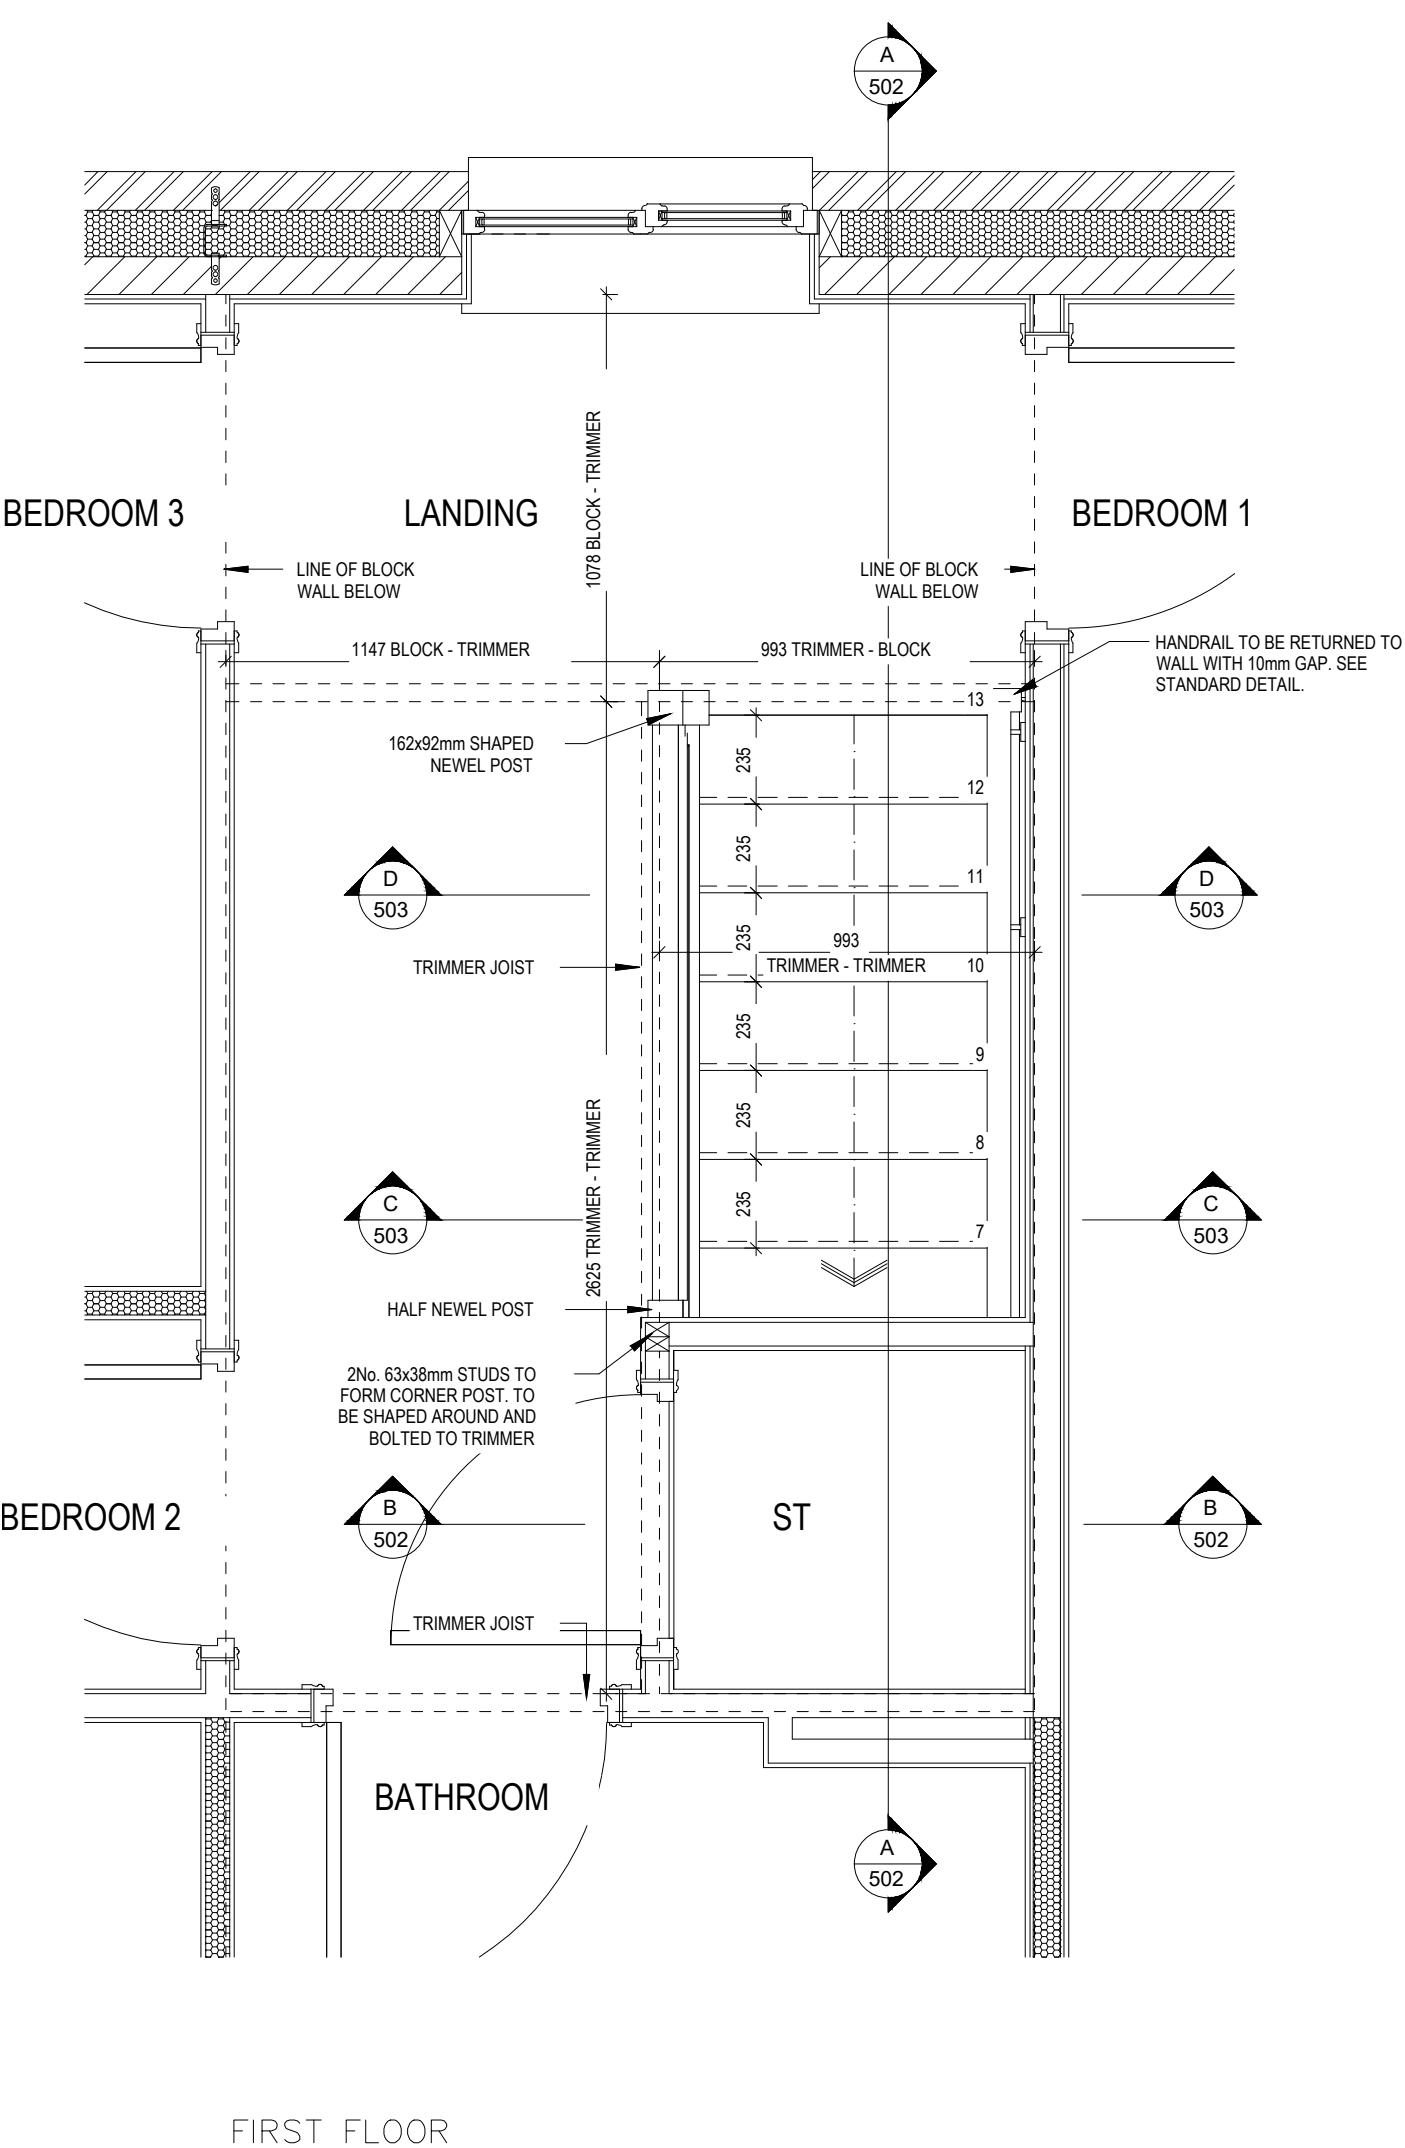 A
502
1078 BLOCK - TRIMMER
BEDROOM 3
LANDING
BEDROOM 1
LINE OF BLOCK
WALL BELOW
LINE OF BLOCK
WALL BELOW
1147 BLOCK - TRIMMER
993 TRIMMER - BLOCK
HANDRAIL TO BE RETURNED TO
WALL WITH 10mm GAP. SEE
STANDARD DETAIL.
13
162x92mm SHAPED
NEWEL POST
235
12
235
11
D
503
D
503
235
993
TRIMMER - TRIMMER
10
TRIMMER JOIST
235
9
235
8
2625 TRIMMER - TRIMMER
C
503
C
503
235
7
HALF NEWEL POST
2No. 63x38mm STUDS TO
FORM CORNER POST. TO
BE SHAPED AROUND AND
BOLTED TO TRIMMER
BEDROOM 2
B
502
ST
B
502
TRIMMER JOIST
BATHROOM
A
502
FIRST FLOOR